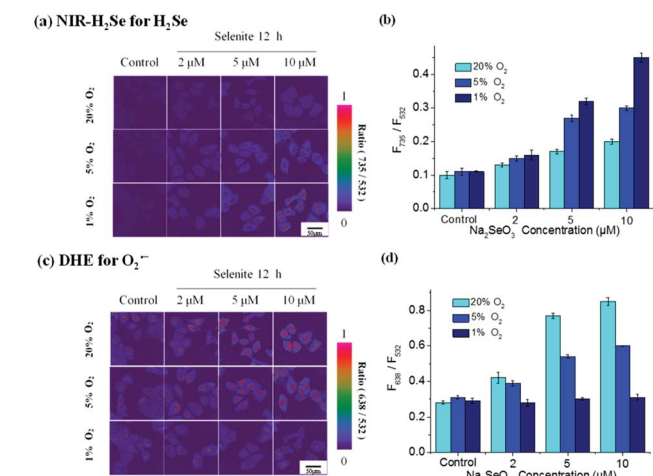 (a) NIR-H₂Se for H₂Se
Selenite 12 h
Control 2 μM 5 μM 10 μM
20% O₂
5% O₂
1% O₂
1
Ratio ( 735 / 532 )
0
50μm
(b)
F₇₃₅ / F₅₃₂
0.4
0.3
0.2
0.1
0.0
20% O₂
5% O₂
1% O₂
Control 2 5 10
Na₂SeO₃ Concentration (μM)
(c) DHE for O₂˙⁻
Selenite 12 h
Control 2 μM 5 μM 10 μM
20% O₂
5% O₂
1% O₂
1
Ratio ( 638 / 532 )
0
50μm
(d)
F₆₃₈ / F₅₃₂
0.8
0.6
0.4
0.2
0.0
20% O₂
5% O₂
1% O₂
Control 2 5 10
Na₂SeO₃ Concentration (μM)